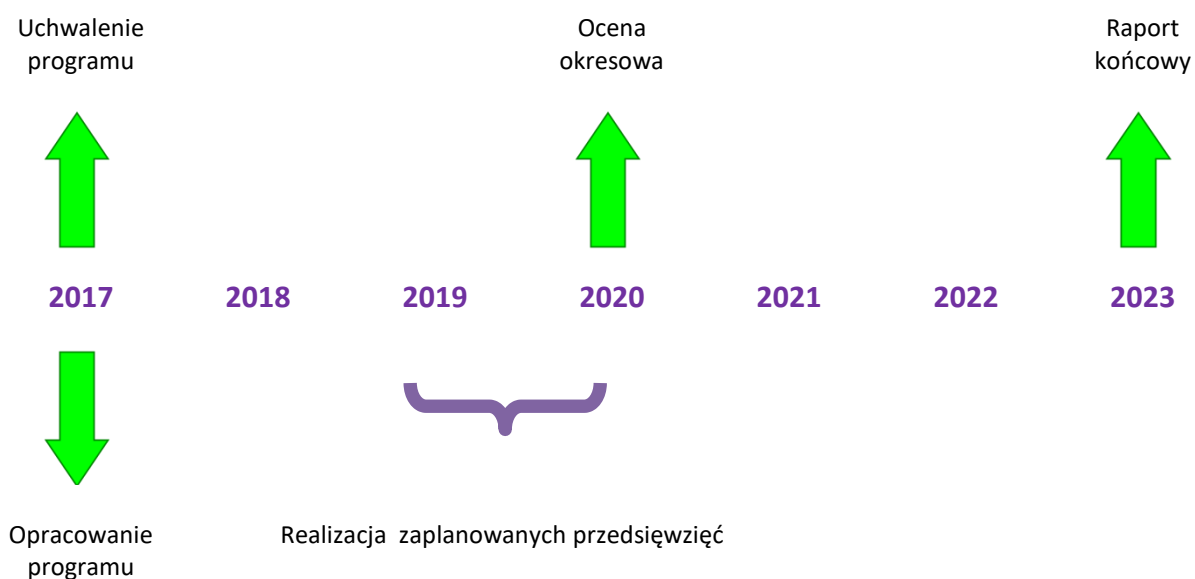 Uchwalenie
programu
Ocena
okresowa
Raport
końcowy
2017 2018 2019 2020 2021 2022 2023
Opracowanie
programu
Realizacja zaplanowanych przedsięwzięć